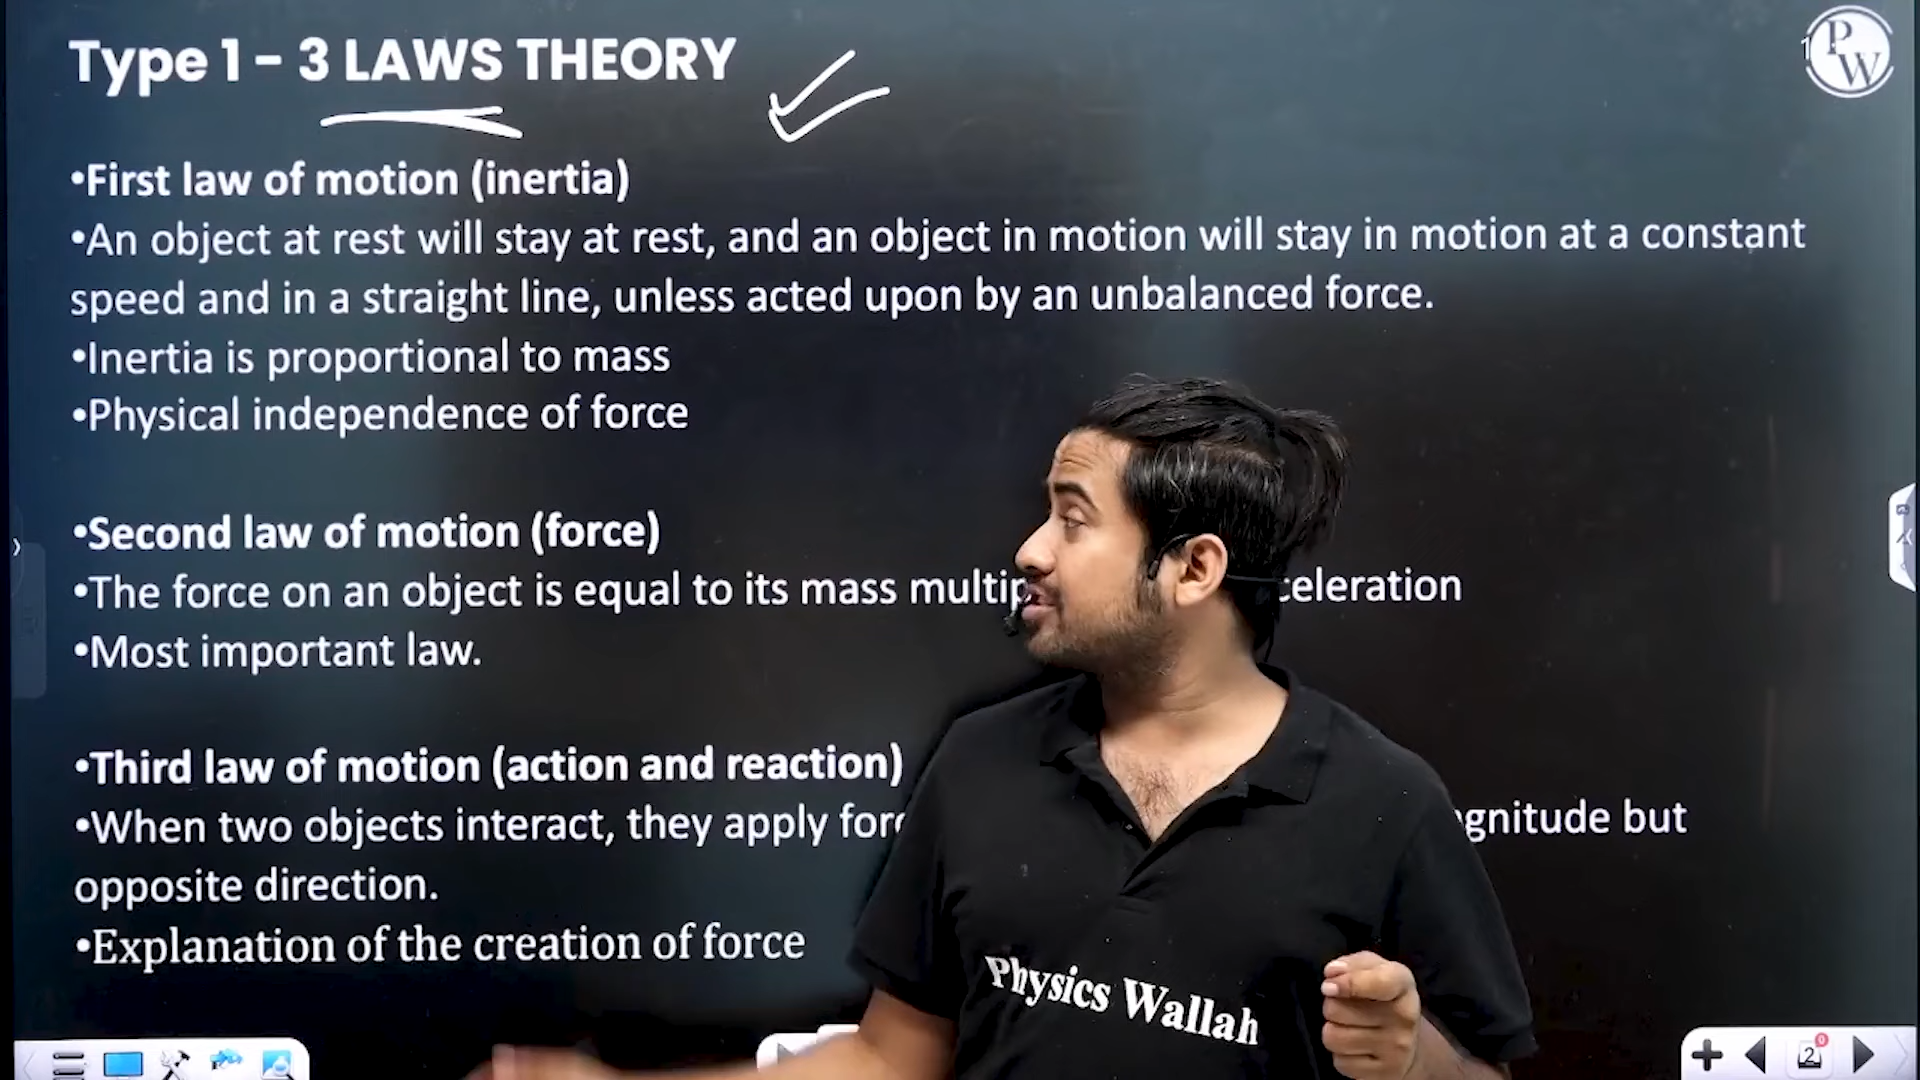 Type 1 - 3 LAWS THEORY
PW
•First law of motion (inertia)
•An object at rest will stay at rest, and an object in motion will stay in motion at a constant
speed and in a straight line, unless acted upon by an unbalanced force.
•Inertia is proportional to mass
•Physical independence of force
•Second law of motion (force)
•The force on an object is equal to its mass
•Most important law.
•Third law of motion (action and reaction)
•When two objects interact, they apply but
opposite direction.
•Explanation of the creation of force
Physics Wallah
2